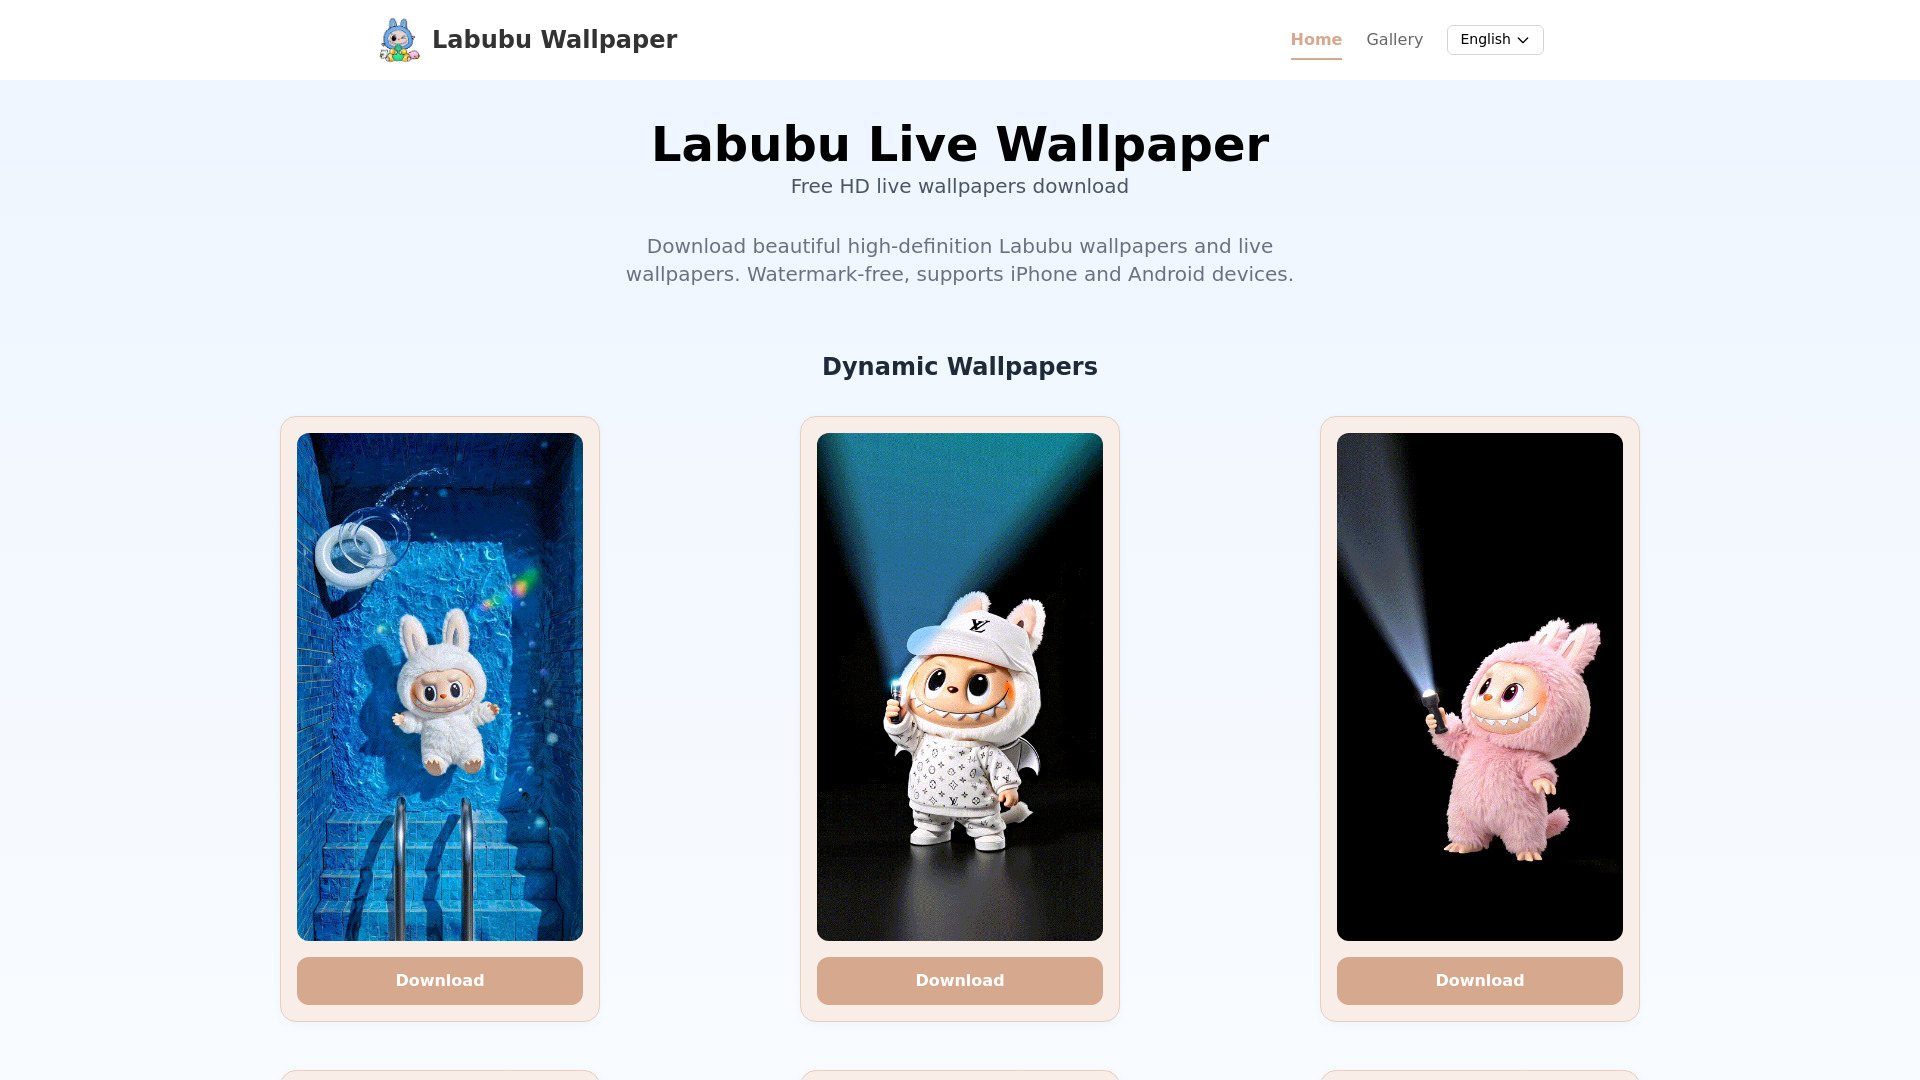 Labubu Wallpaper
Home
Gallery
English
Labubu Live Wallpaper
Free HD live wallpapers download
Download beautiful high-definition Labubu wallpapers and live
wallpapers. Watermark-free, supports iPhone and Android devices.
Dynamic Wallpapers
Download
Download
Download